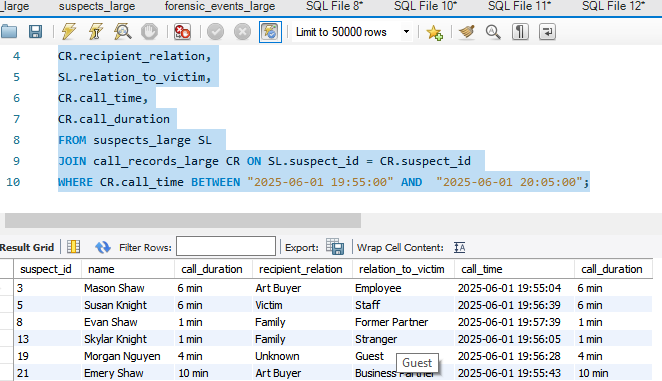 _large suspects_large forensic_events_large SQL File 8* SQL File 10* SQL File 11* SQL File 12*
Limit to 50000 rows
4 CR.recipient_relation,
5 SL.relation_to_victim,
6 CR.call_time,
7 CR.call_duration
8 FROM suspects_large SL
9 JOIN call_records_large CR ON SL.suspect_id = CR.suspect_id
10 WHERE CR.call_time BETWEEN "2025-06-01 19:55:00" AND "2025-06-01 20:05:00";
Result Grid Filter Rows: Export: Wrap Cell Content:
suspect_id name call_duration recipient_relation relation_to_victim call_time call_duration
3 Mason Shaw 6 min Art Buyer Employee 2025-06-01 19:55:04 6 min
5 Susan Knight 6 min Victim Staff 2025-06-01 19:56:39 6 min
8 Evan Shaw 1 min Family Former Partner 2025-06-01 19:57:39 1 min
13 Skylar Knight 1 min Family Stranger 2025-06-01 19:56:05 1 min
19 Morgan Nguyen 4 min Unknown Guest 2025-06-01 19:56:28 4 min
Guest
21 Emery Shaw 10 min Art Buyer Business Partner 2025-06-01 19:55:43 10 min